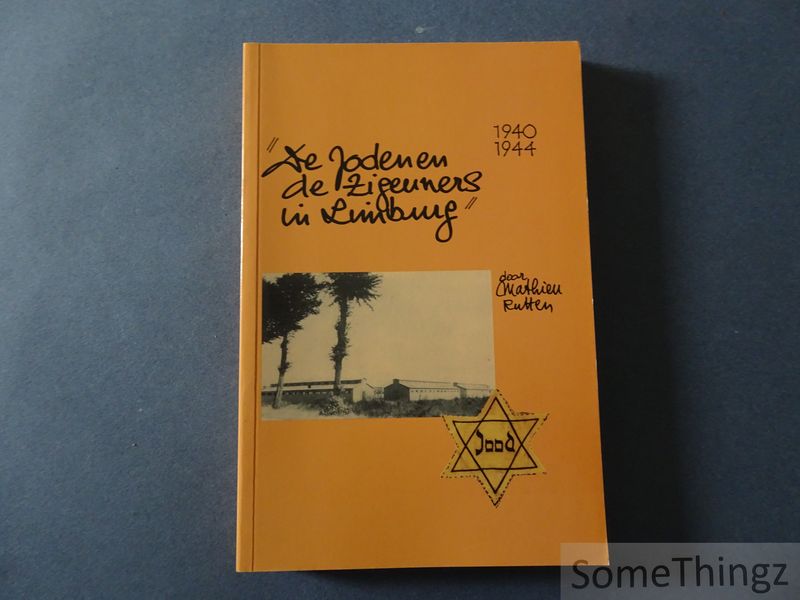 "De Joden en
de Zigeuners
in Limburg"
1940
1944
door
Mathieu
Rutten
Jood
SomeThingz